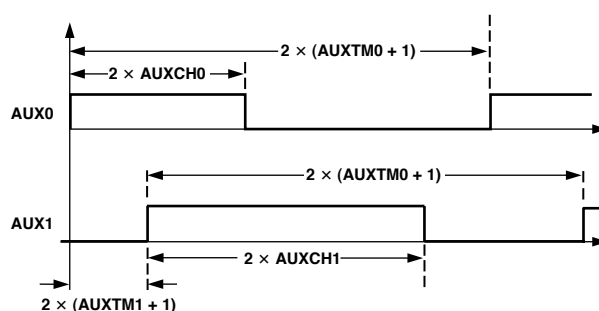 2 × (AUXTM0 + 1)
2 × AUXCH0
AUX0
2 × (AUXTM0 + 1)
AUX1
2 × AUXCH1
2 × (AUXTM1 + 1)